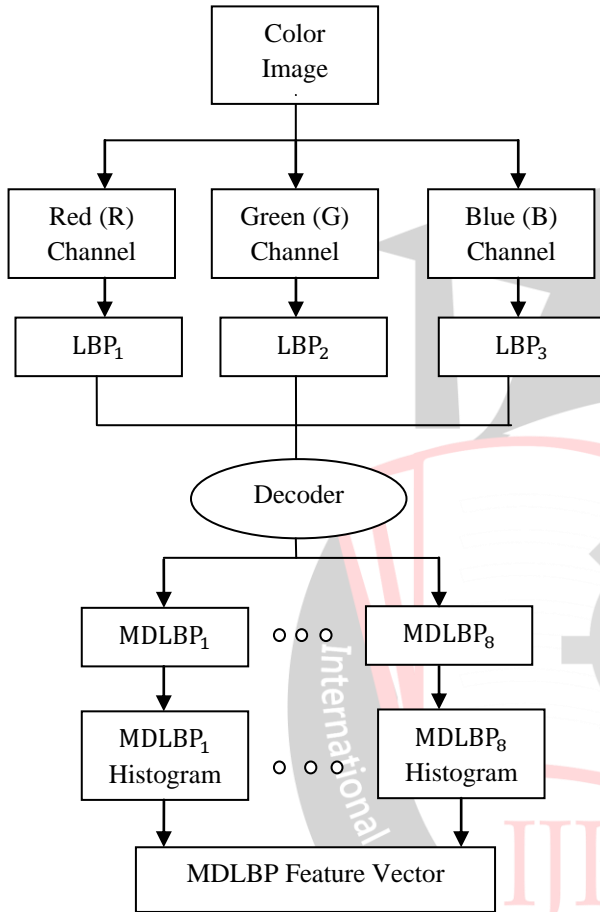 Color
Image
Red (R)
Channel
Green (G)
Channel
Blue (B)
Channel
LBP₁
LBP₂
LBP₃
Decoder
MDLBP₁
MDLBP₈
MDLBP₁
Histogram
MDLBP₈
Histogram
International
MDLBP Feature Vector